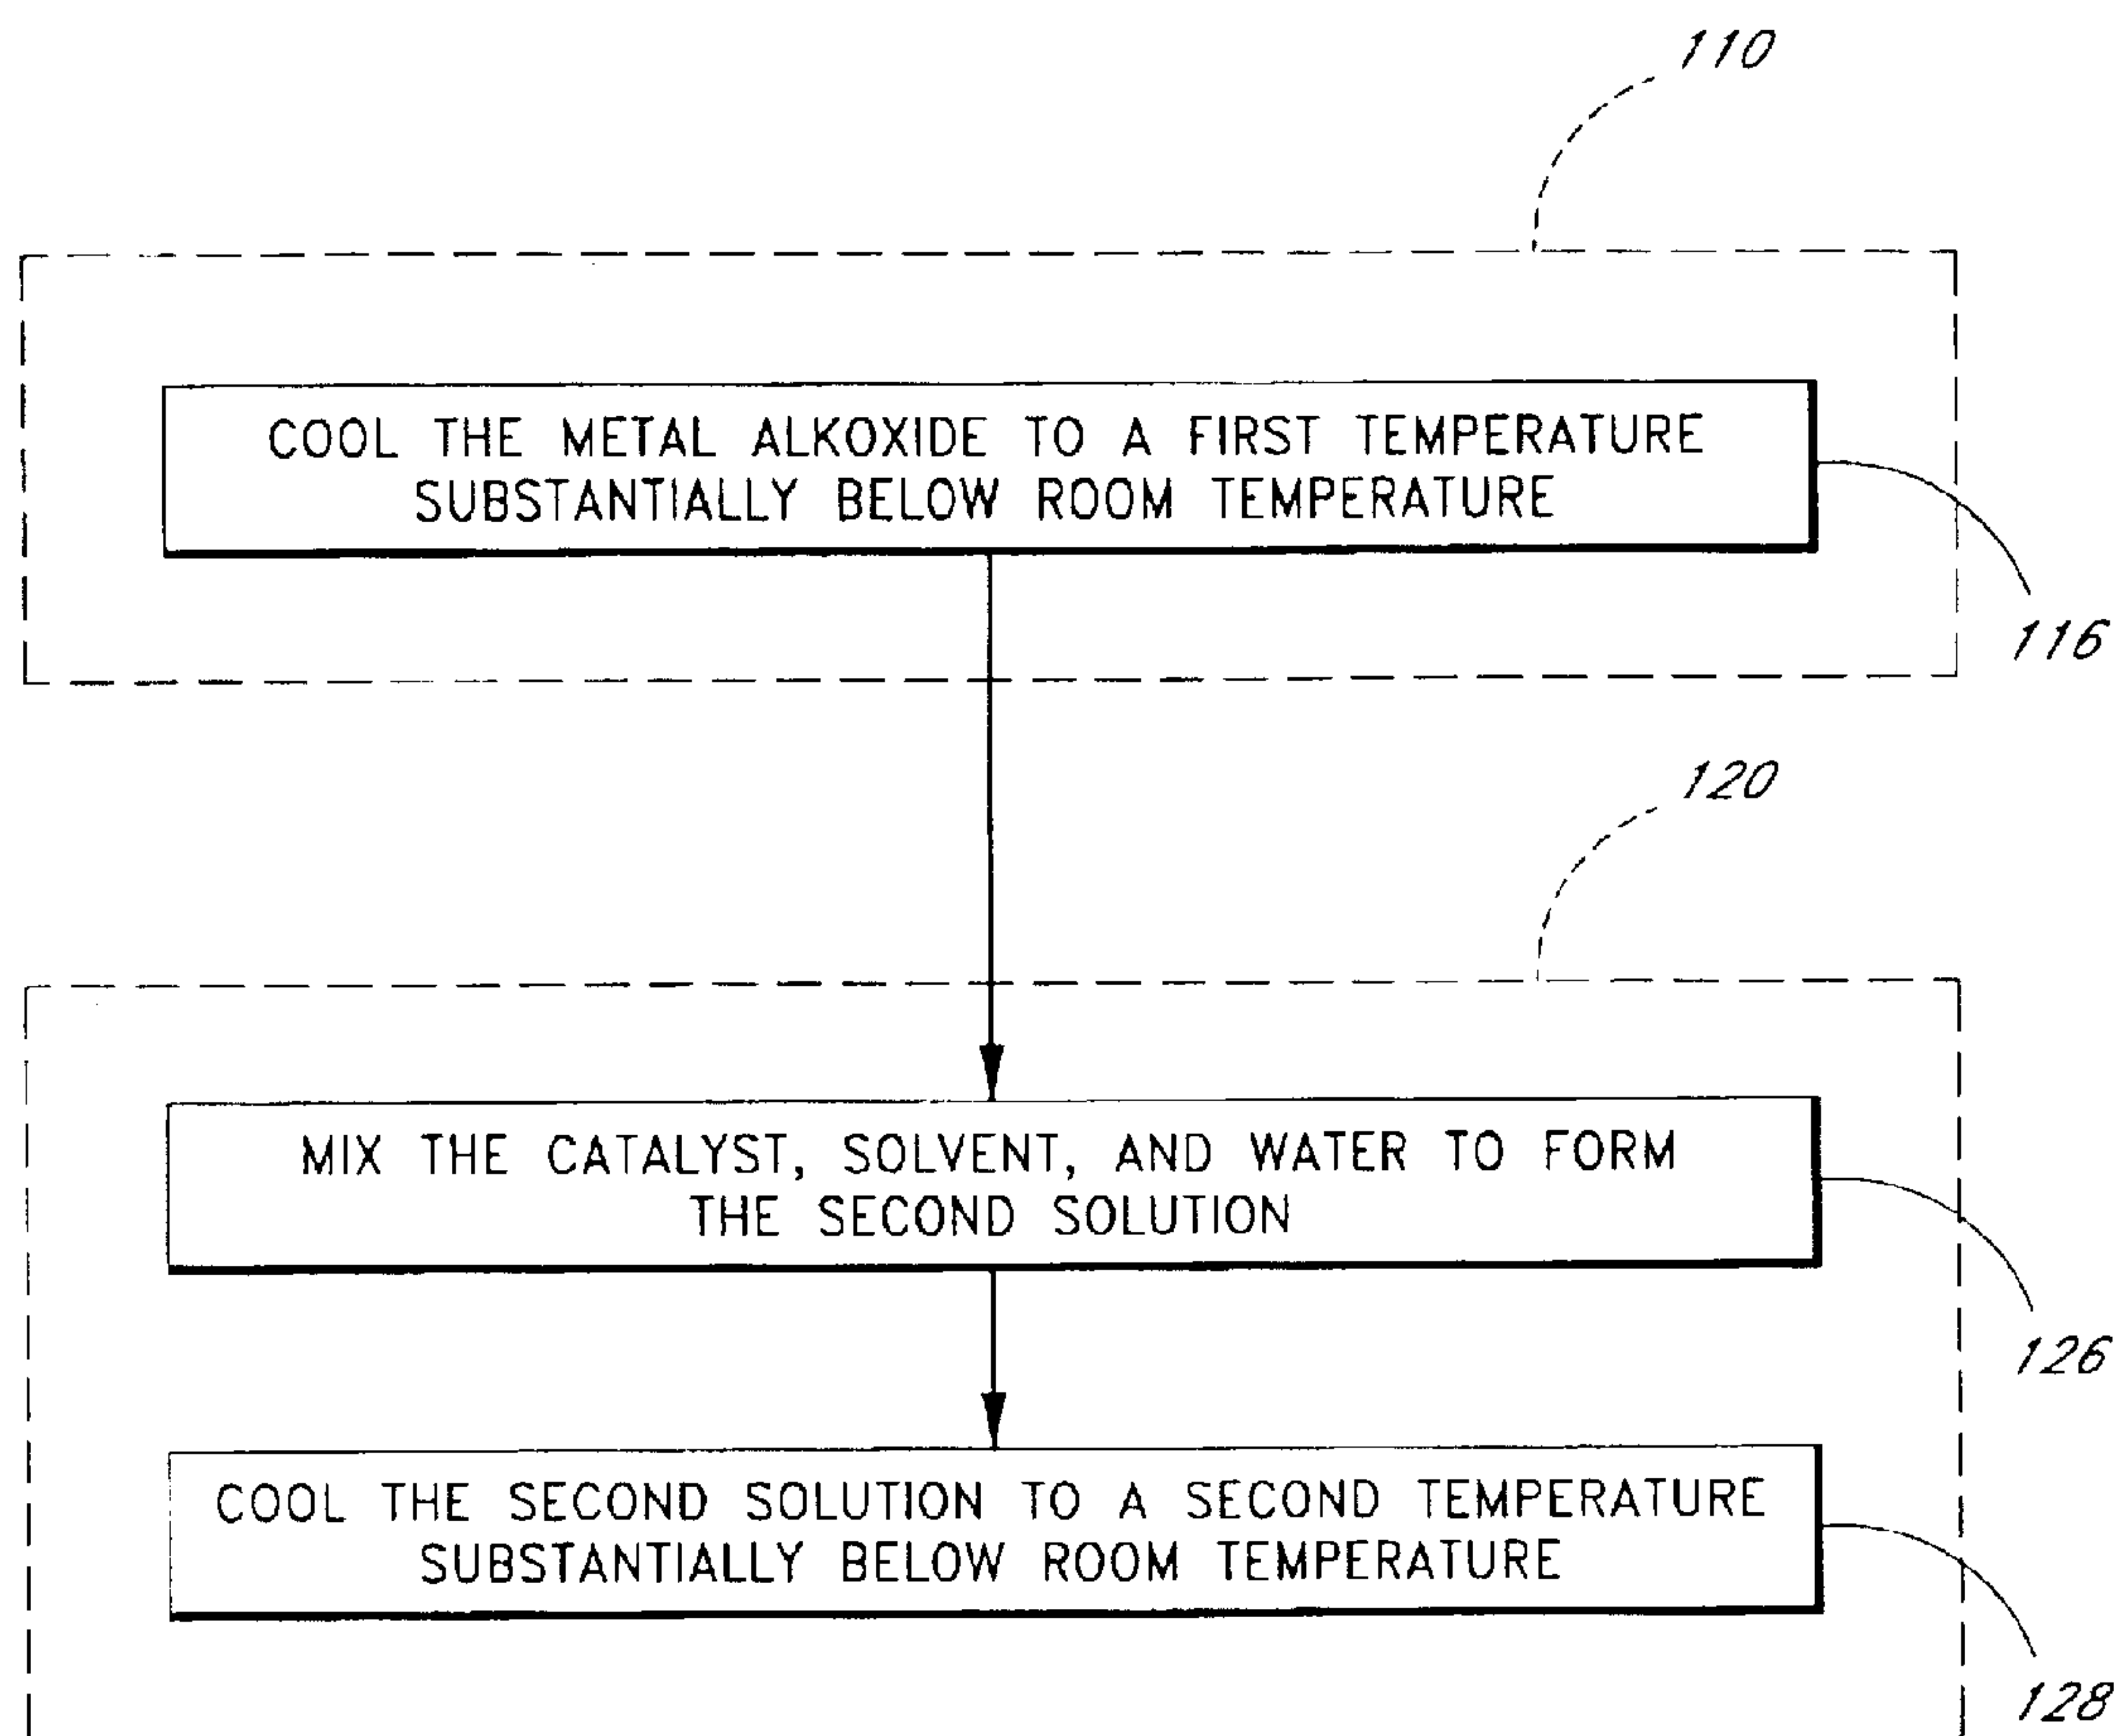 110
COOL THE METAL ALKOXIDE TO A FIRST TEMPERATURE
SUBSTANTIALLY BELOW ROOM TEMPERATURE
116
120
MIX THE CATALYST, SOLVENT, AND WATER TO FORM
THE SECOND SOLUTION
126
COOL THE SECOND SOLUTION TO A SECOND TEMPERATURE
SUBSTANTIALLY BELOW ROOM TEMPERATURE
128